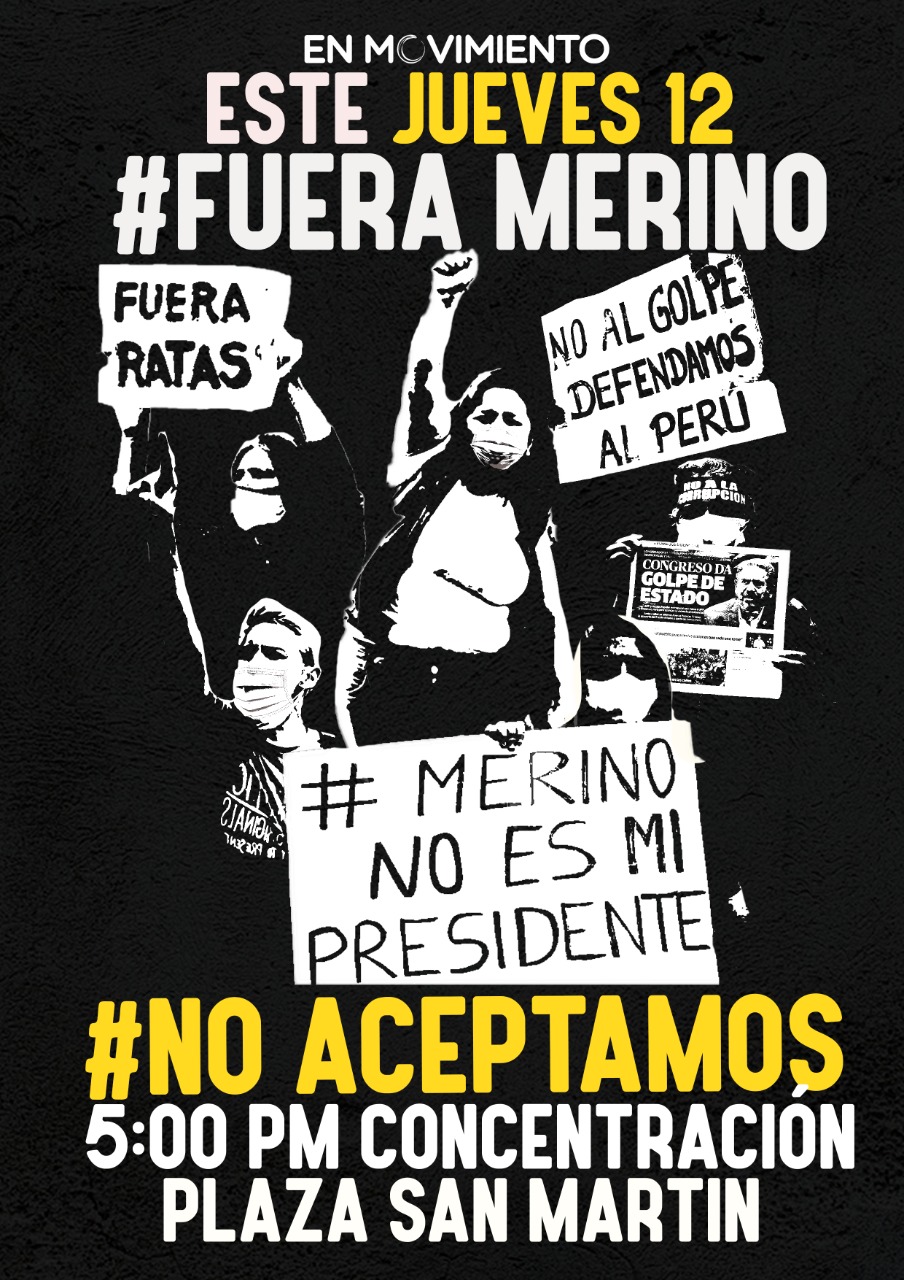 EN MOVIMIENTO
ESTE JUEVES 12
#FUERA MERINO
FUERA
RATAS
NO AL GOLPE
DEFENDAMOS
AL PERÚ
NO A LA
CORRUPCIÓN
CONGRESO DA
GOLPE DE
ESTADO
# MERINO
NO ES MI
PRESIDENTE
#NO ACEPTAMOS
5:00 PM CONCENTRACIÓN
PLAZA SAN MARTIN